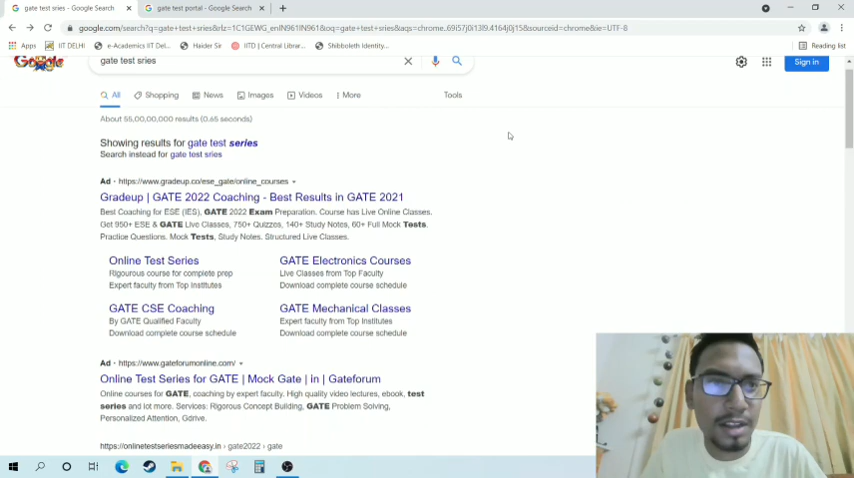 gate test sries - Google Search
gate test portal - Google Search
google.com/search?q=gate+test+sries&rlz=1C1GEWG_enIN961IN961&oq=gate+test+sries&aqs=chrome..69i57j0i13l9.4164j0j15&sourceid=chrome&ie=UTF-8
Apps
IIT DELHI
e-Academics IIT Del...
Haider Sir
IITD | Central Librar...
Shibboleth Identity...
Reading list
Google
gate test sries
Sign in
All
Shopping
News
Images
Videos
More
Tools
About 55,00,00,000 results (0.65 seconds)
Showing results for gate test series
Search instead for gate test sries
Ad · https://www.gradeup.co/ese_gate/online_courses
Gradeup | GATE 2022 Coaching - Best Results in GATE 2021
Best Coaching for ESE (IES), GATE 2022 Exam Preparation. Course has Live Online Classes.
Get 950+ ESE & GATE Live Classes, 750+ Quizzes, 140+ Study Notes, 60+ Full Mock Tests.
Practice Questions. Mock Tests, Study Notes. Structured Live Classes.
Online Test Series
Rigourous course for complete prep
Expert faculty from Top Institutes
GATE Electronics Courses
Live Classes from Top Faculty
Download complete course schedule
GATE CSE Coaching
By GATE Qualified Faculty
Download complete course schedule
GATE Mechanical Classes
Expert faculty from Top Institutes
Download complete course schedule
Ad · https://www.gateforumonline.com/
Online Test Series for GATE | Mock Gate | in | Gateforum
Online courses for GATE, coaching by expert faculty. High quality video lectures, ebook, test
series and lot more. Services: Rigorous Concept Building, GATE Problem Solving,
Personalized Attention, Gdrive.
https://onlinetestseriesmadeeasy.in › gate2022 › gate